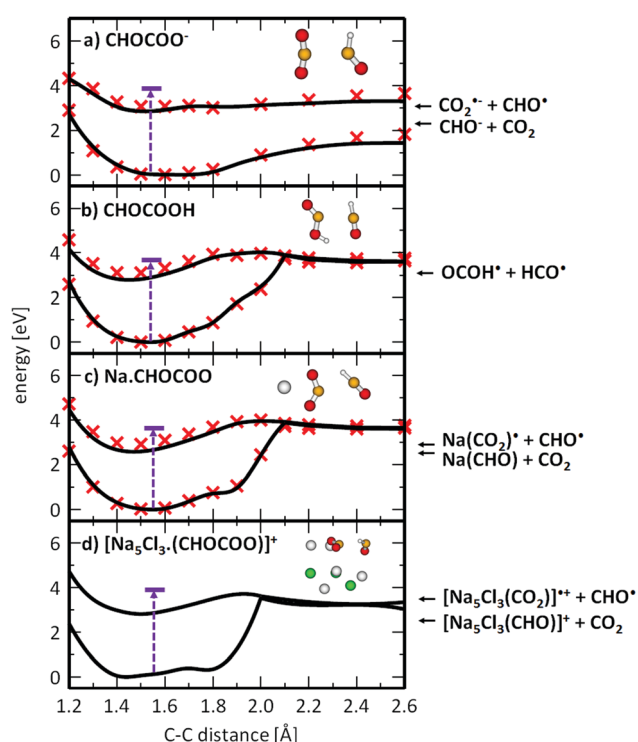 6
a) CHOCOO⁻
4
2
0
← CO₂•⁻ + CHO•
← CHO⁻ + CO₂
6
b) CHOCOOH
4
2
0
← OCOH• + HCO•
energy [eV]
6
c) Na.CHOCOO
4
2
0
← Na(CO₂)• + CHO•
← Na(CHO) + CO₂
6
d) [Na₅Cl₃.(CHOCOO)]⁺
4
2
0
← [Na₅Cl₃(CO₂)]•⁺ + CHO•
← [Na₅Cl₃(CHO)]⁺ + CO₂
1.2 1.4 1.6 1.8 2.0 2.2 2.4 2.6
C-C distance [Å]